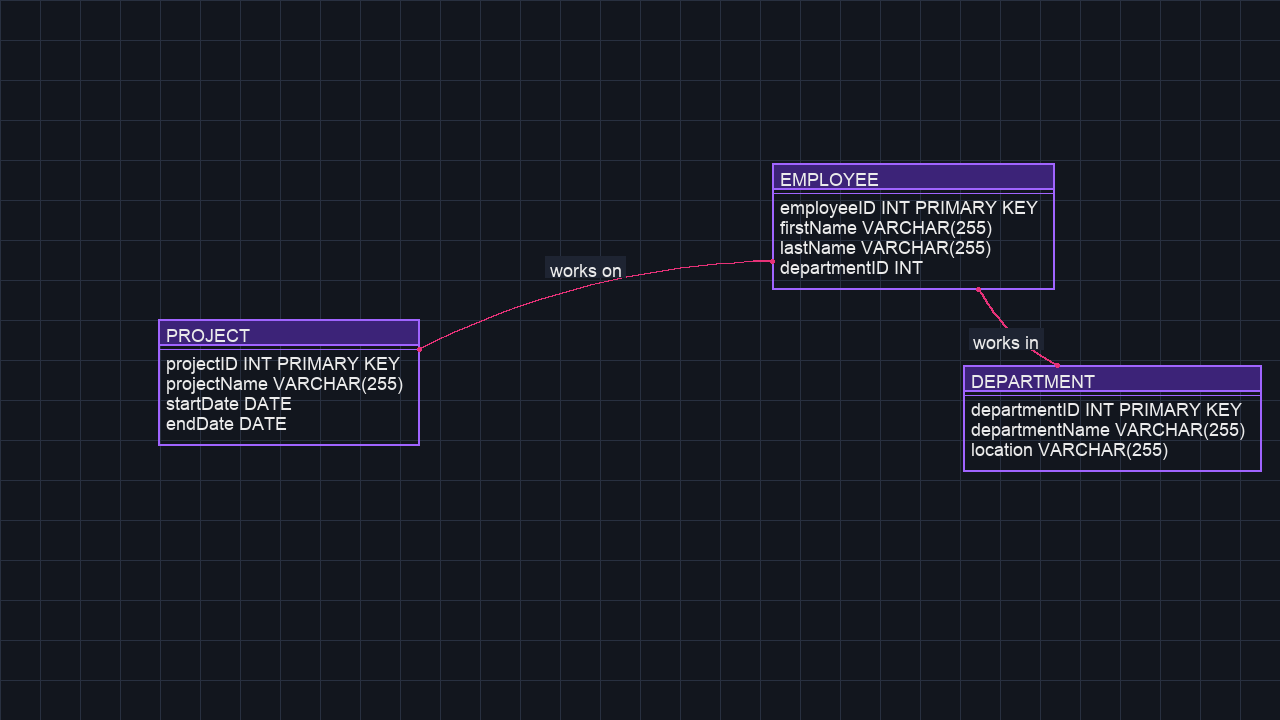 EMPLOYEE
employeeID INT PRIMARY KEY
firstName VARCHAR(255)
lastName VARCHAR(255)
departmentID INT
works on
PROJECT
projectID INT PRIMARY KEY
projectName VARCHAR(255)
startDate DATE
endDate DATE
works in
DEPARTMENT
departmentID INT PRIMARY KEY
departmentName VARCHAR(255)
location VARCHAR(255)